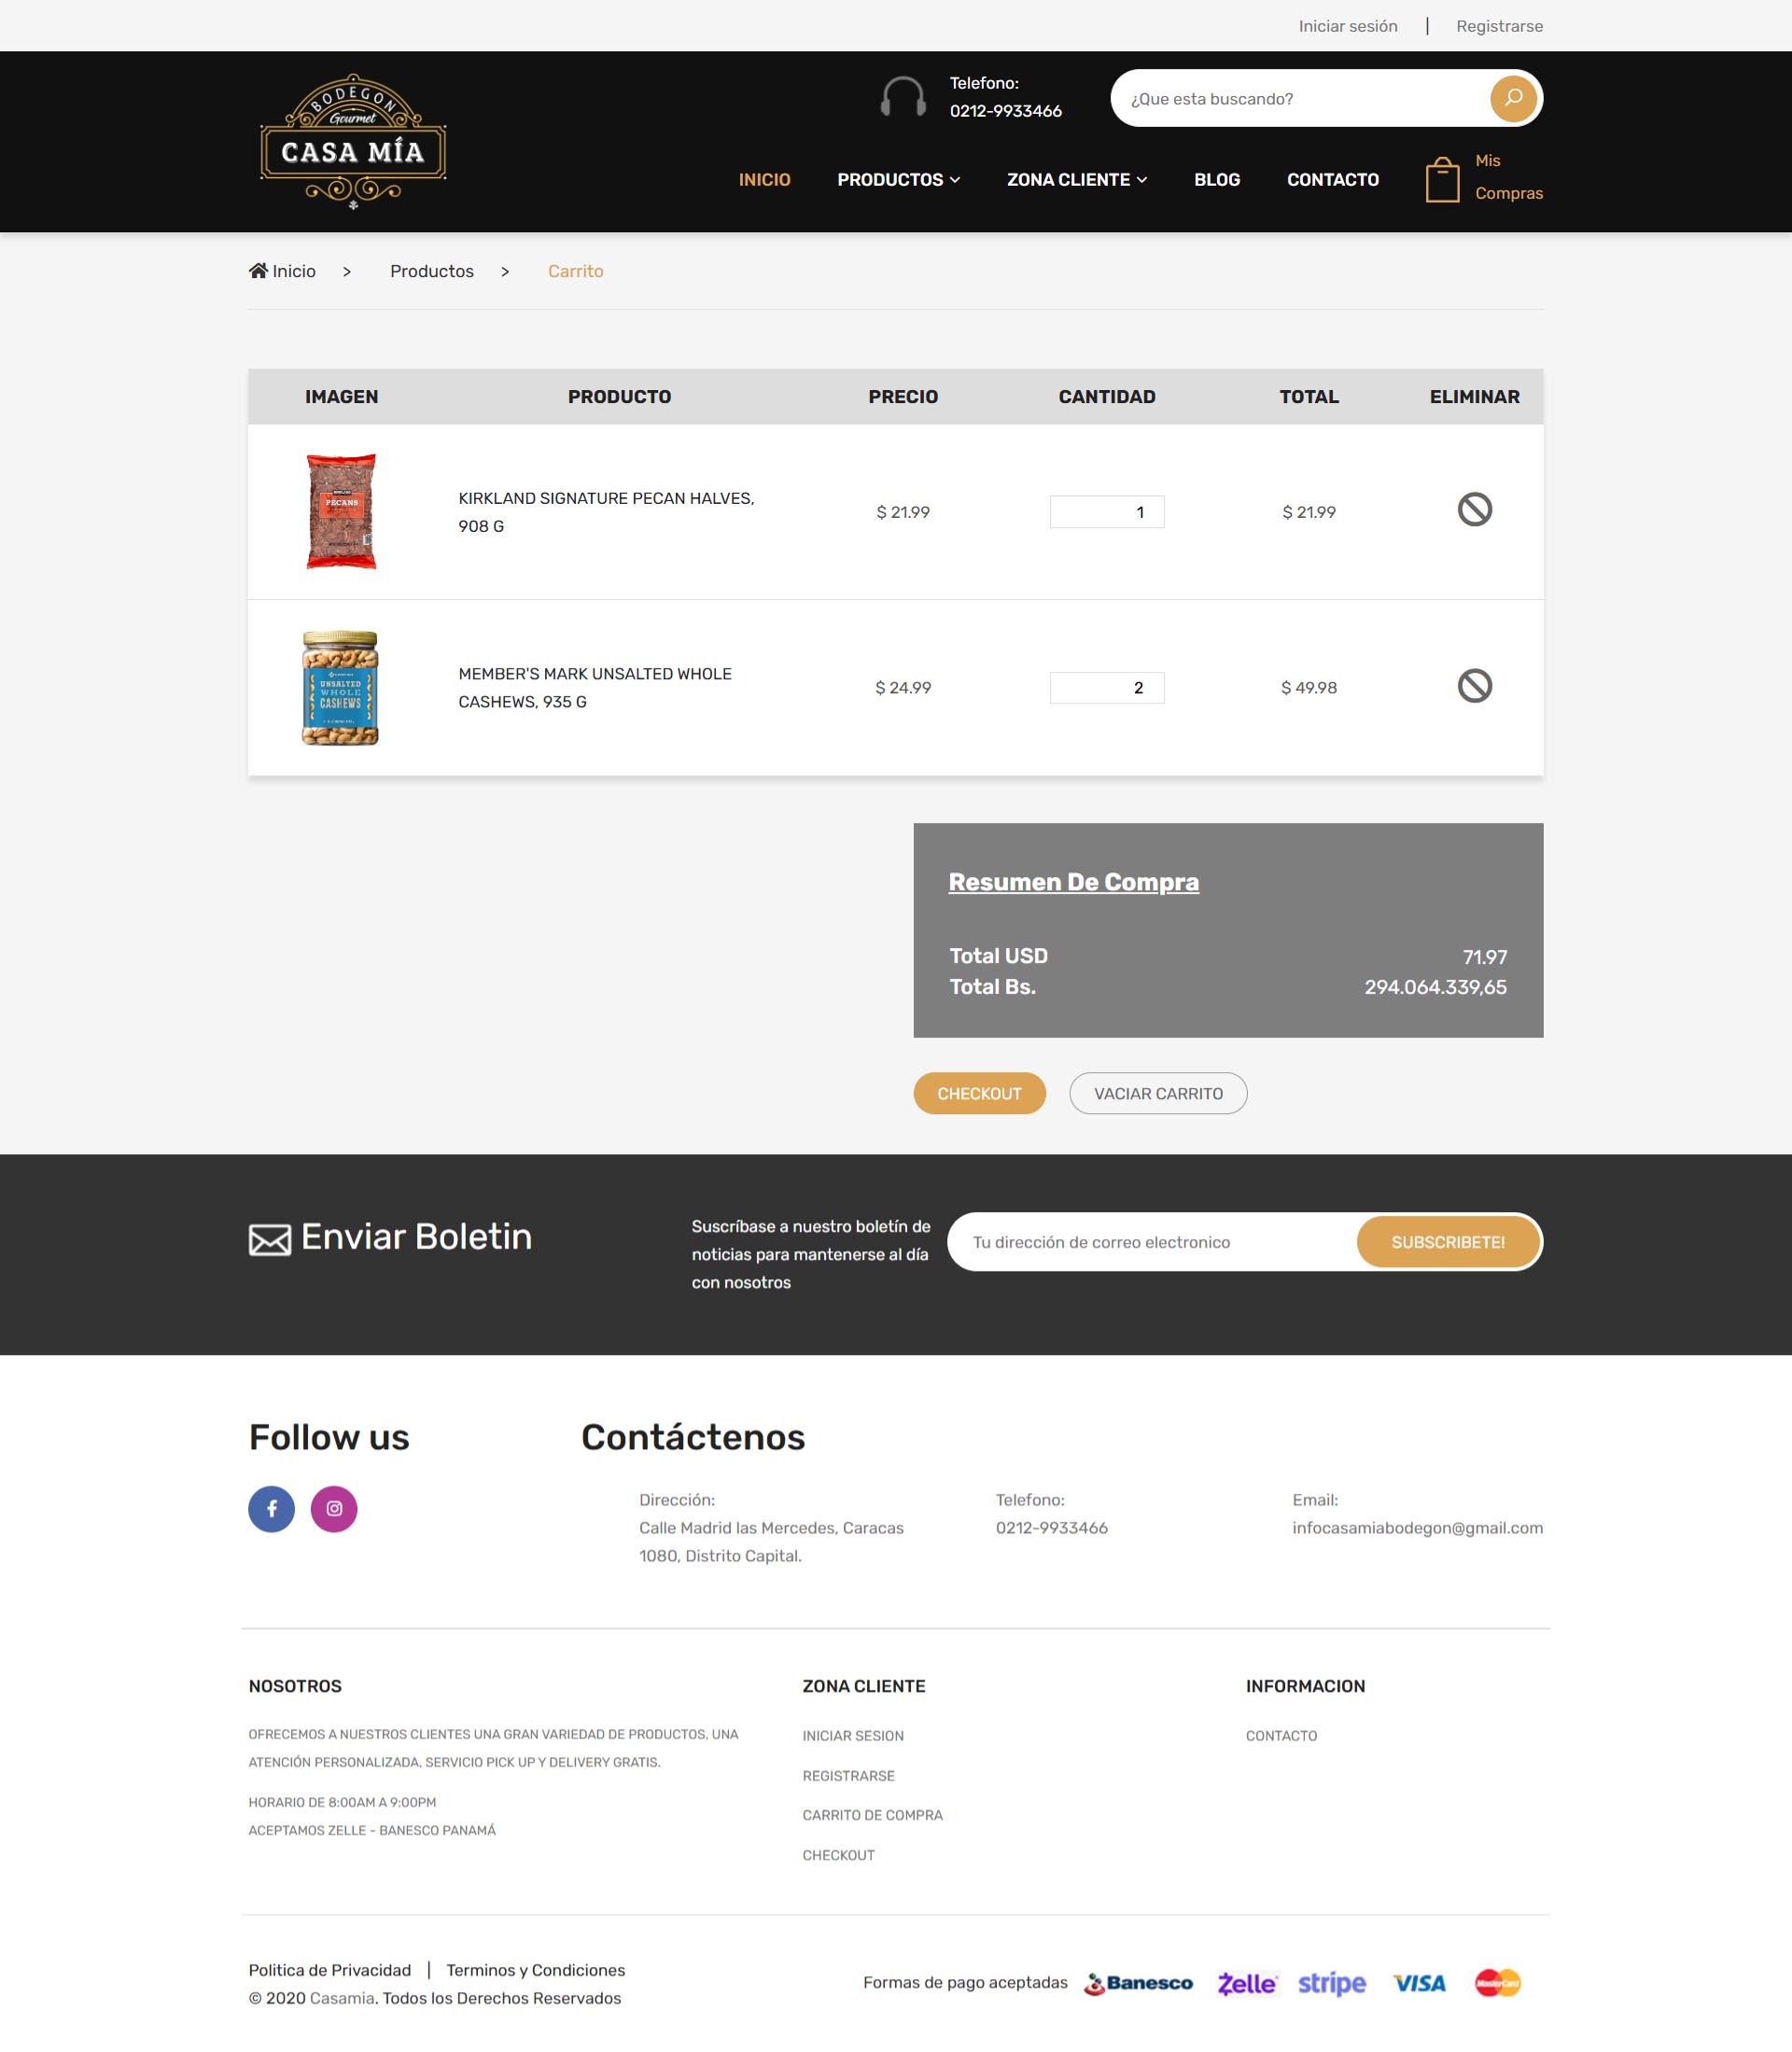 Iniciar sesión | Registrarse
BODEGON
Gourmet
CASA MÍA
Telefono:
0212-9933466
¿Que esta buscando?
INICIO PRODUCTOS ZONA CLIENTE BLOG CONTACTO
Mis
Compras
Inicio > Productos > Carrito
IMAGEN PRODUCTO PRECIO CANTIDAD TOTAL ELIMINAR
PECANS
KIRKLAND SIGNATURE PECAN HALVES,
908 G
$ 21.99 1 $ 21.99
UNSALTED
WHOLE
CASHEWS
MEMBER'S MARK UNSALTED WHOLE
CASHEWS, 935 G
$ 24.99 2 $ 49.98
Resumen De Compra
Total USD 71.97
Total Bs. 294.064.339,65
CHECKOUT VACIAR CARRITO
Enviar Boletin
Suscríbase a nuestro boletín de
noticias para mantenerse al día
con nosotros
Tu dirección de correo electronico
SUBSCRIBETE!
Follow us
Contáctenos
Dirección:
Calle Madrid las Mercedes, Caracas
1080, Distrito Capital.
Telefono:
0212-9933466
Email:
infocasamiabodegon@gmail.com
NOSOTROS
OFRECEMOS A NUESTROS CLIENTES UNA GRAN VARIEDAD DE PRODUCTOS, UNA
ATENCIÓN PERSONALIZADA, SERVICIO PICK UP Y DELIVERY GRATIS.
HORARIO DE 8:00AM A 9:00PM
ACEPTAMOS ZELLE - BANESCO PANAMÁ
ZONA CLIENTE
INICIAR SESION
REGISTRARSE
CARRITO DE COMPRA
CHECKOUT
INFORMACION
CONTACTO
Politica de Privacidad | Terminos y Condiciones
© 2020 Casamia. Todos los Derechos Reservados
Formas de pago aceptadas Banesco Zelle stripe VISA MasterCard